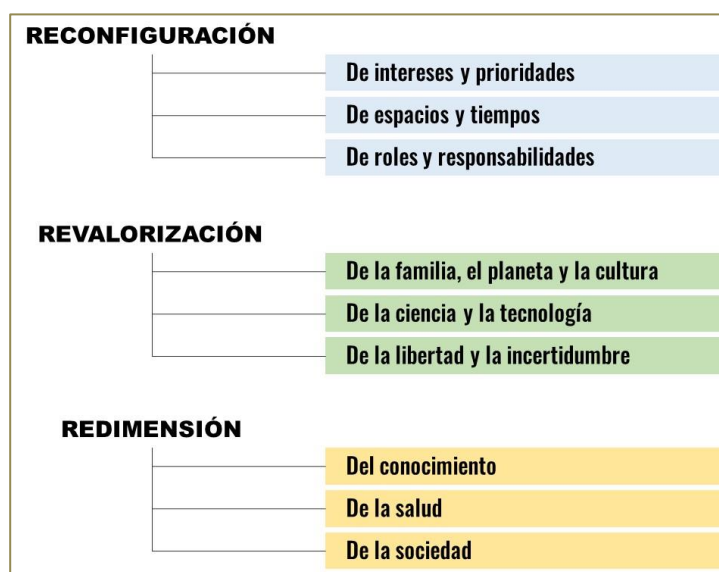 RECONFIGURACIÓN
De intereses y prioridades
De espacios y tiempos
De roles y responsabilidades
REVALORIZACIÓN
De la familia, el planeta y la cultura
De la ciencia y la tecnología
De la libertad y la incertidumbre
REDIMENSIÓN
Del conocimiento
De la salud
De la sociedad